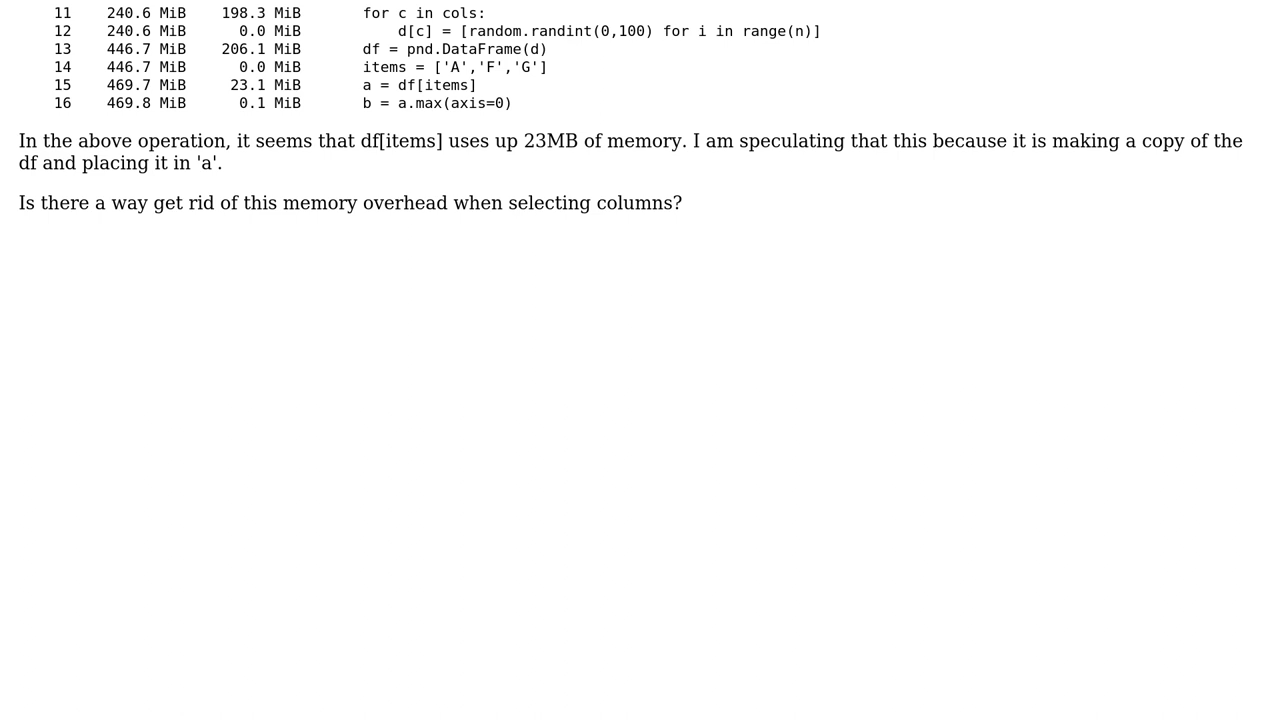 11    240.6 MiB    198.3 MiB       for c in cols:
12    240.6 MiB      0.0 MiB           d[c] = [random.randint(0,100) for i in range(n)]
13    446.7 MiB    206.1 MiB       df = pnd.DataFrame(d)
14    446.7 MiB      0.0 MiB       items = ['A','F','G']
15    469.7 MiB     23.1 MiB       a = df[items]
16    469.8 MiB      0.1 MiB       b = a.max(axis=0)
In the above operation, it seems that df[items] uses up 23MB of memory. I am speculating that this because it is making a copy of the
df and placing it in 'a'.
Is there a way get rid of this memory overhead when selecting columns?